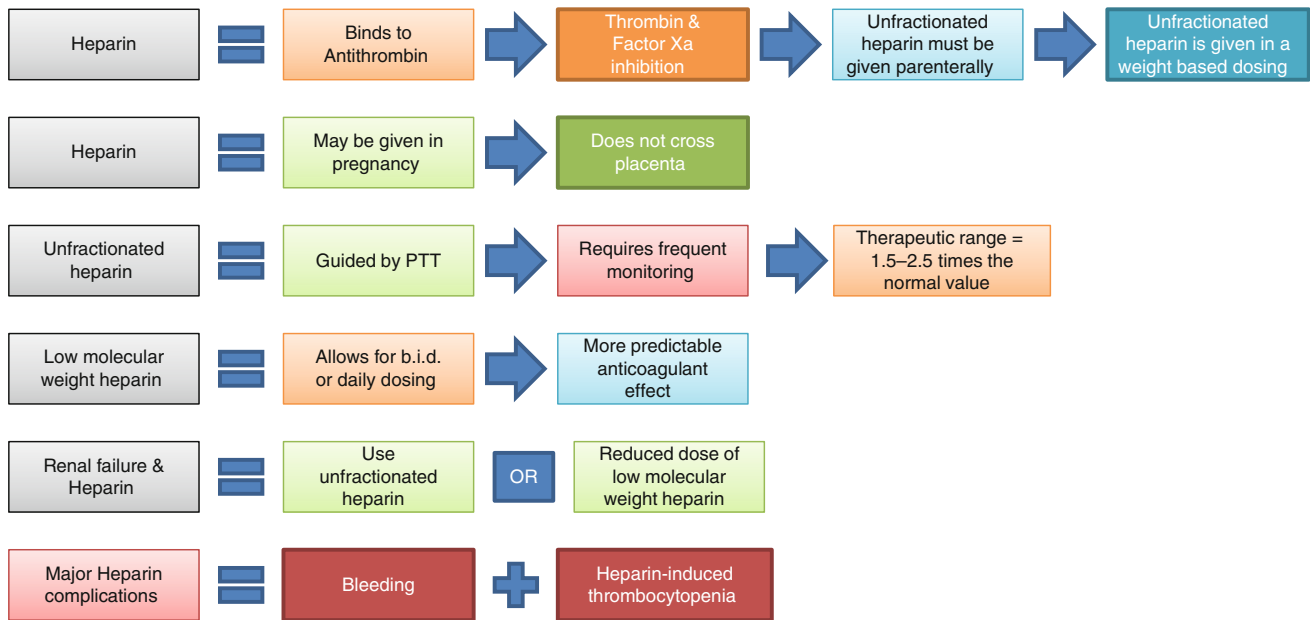 Heparin
Binds to
Antithrombin
Thrombin &
Factor Xa
inhibition
Unfractionated
heparin must be
given parenterally
Unfractionated
heparin is given in a
weight based dosing
Heparin
May be given in
pregnancy
Does not cross
placenta
Unfractionated
heparin
Guided by PTT
Requires frequent
monitoring
Therapeutic range =
1.5–2.5 times the
normal value
Low molecular
weight heparin
Allows for b.i.d.
or daily dosing
More predictable
anticoagulant
effect
Renal failure &
Heparin
Use
unfractionated
heparin
OR
Reduced dose of
low molecular
weight heparin
Major Heparin
complications
Bleeding
Heparin-induced
thrombocytopenia